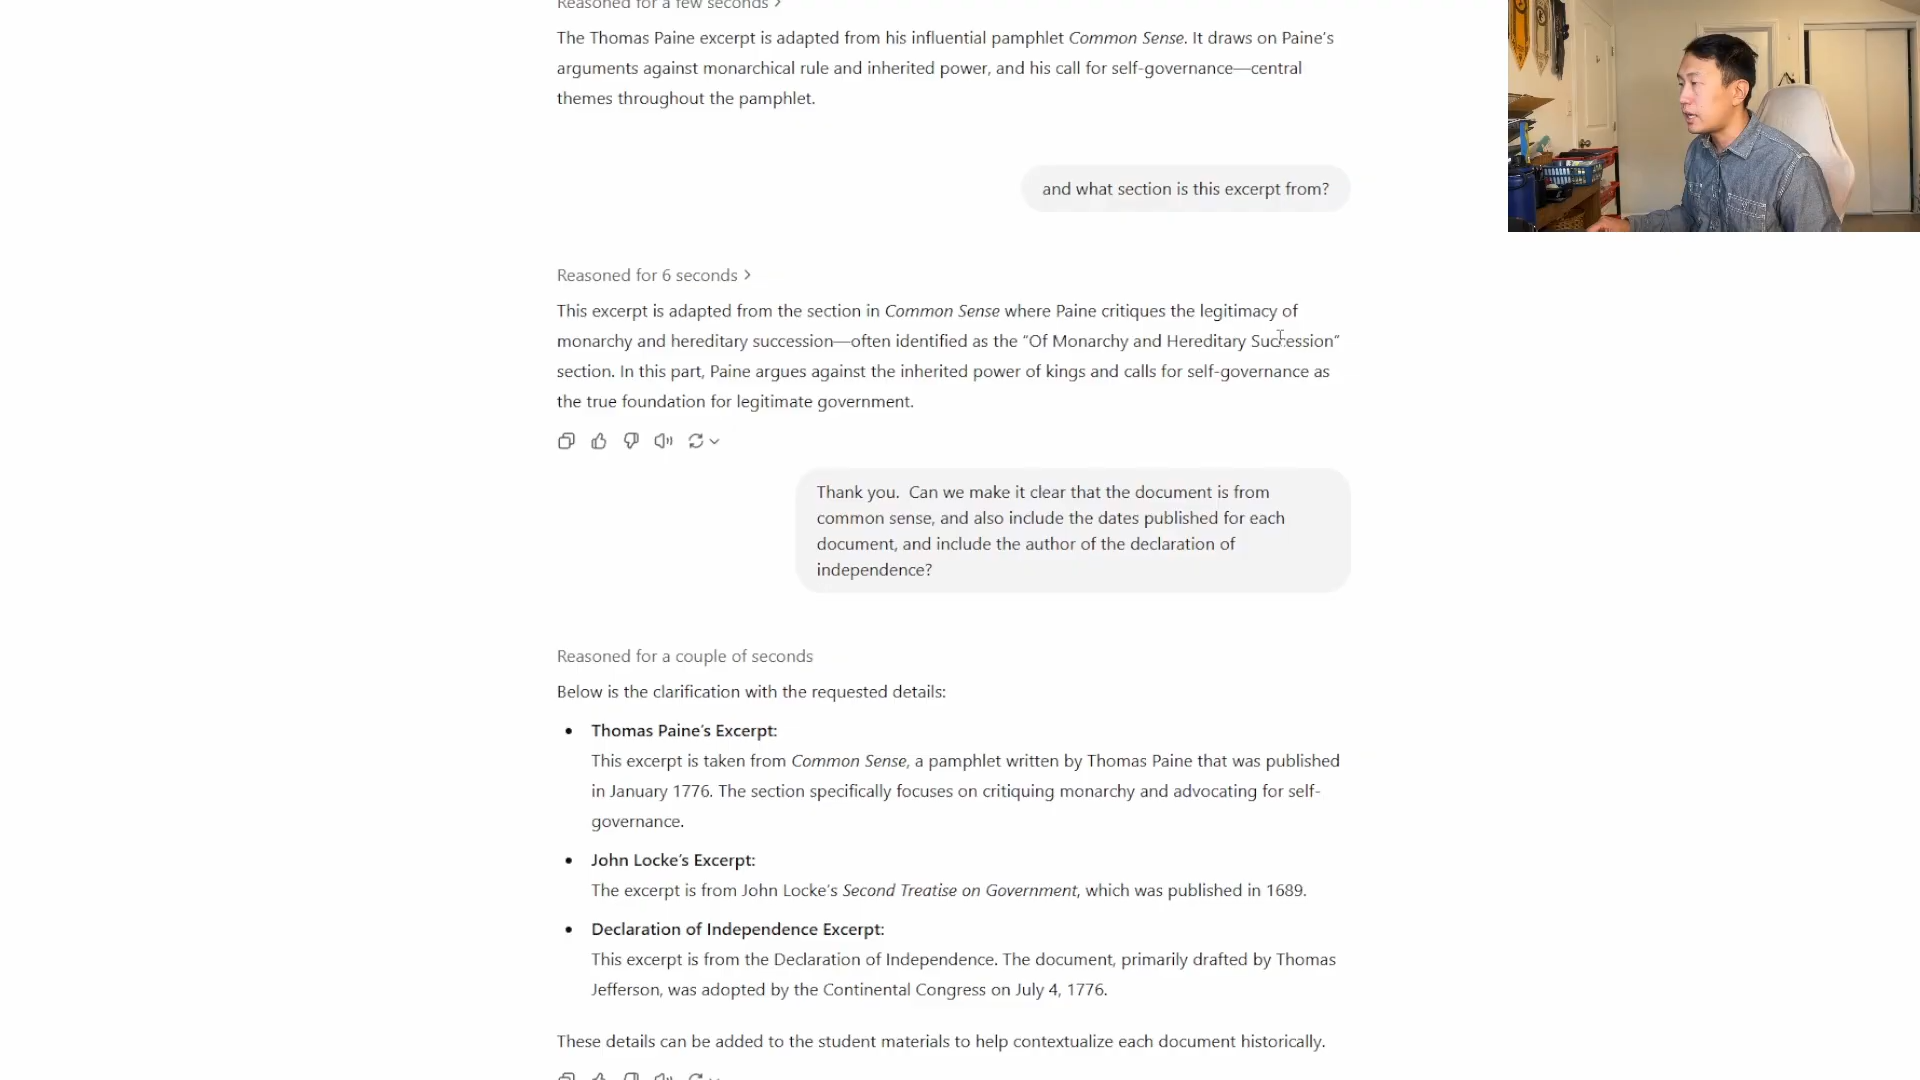 Reasoned for a few seconds >
The Thomas Paine excerpt is adapted from his influential pamphlet Common Sense. It draws on Paine's
arguments against monarchical rule and inherited power, and his call for self-governance—central
themes throughout the pamphlet.
and what section is this excerpt from?
Reasoned for 6 seconds >
This excerpt is adapted from the section in Common Sense where Paine critiques the legitimacy of
monarchy and hereditary succession—often identified as the "Of Monarchy and Hereditary Succession"
section. In this part, Paine argues against the inherited power of kings and calls for self-governance as
the true foundation for legitimate government.
Thank you.  Can we make it clear that the document is from
common sense, and also include the dates published for each
document, and include the author of the declaration of
independence?
Reasoned for a couple of seconds
Below is the clarification with the requested details:
• Thomas Paine's Excerpt:
This excerpt is taken from Common Sense, a pamphlet written by Thomas Paine that was published
in January 1776. The section specifically focuses on critiquing monarchy and advocating for self-
governance.
• John Locke's Excerpt:
The excerpt is from John Locke's Second Treatise on Government, which was published in 1689.
• Declaration of Independence Excerpt:
This excerpt is from the Declaration of Independence. The document, primarily drafted by Thomas
Jefferson, was adopted by the Continental Congress on July 4, 1776.
These details can be added to the student materials to help contextualize each document historically.